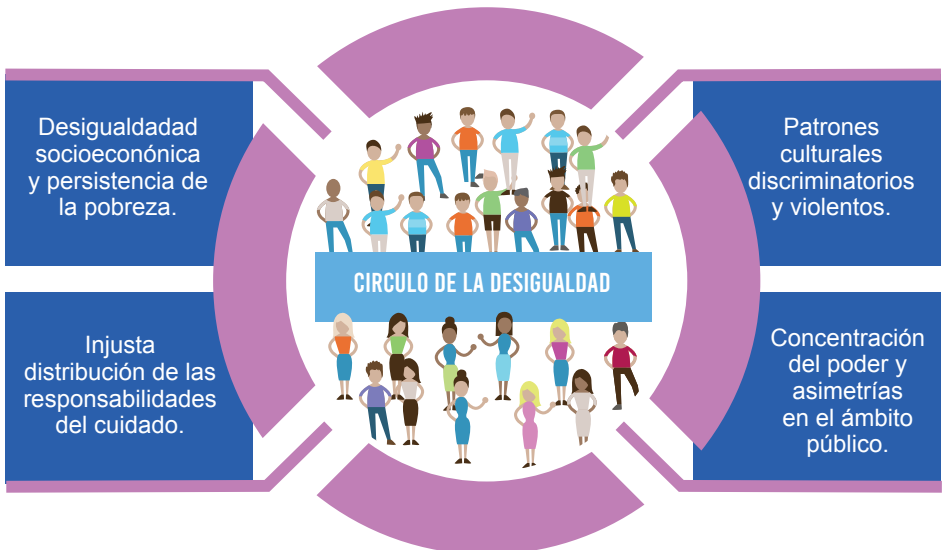 Desigualdadad
socioeconónica
y persistencia de
la pobreza.
Patrones
culturales
discriminatorios
y violentos.
CIRCULO DE LA DESIGUALDAD
Injusta
distribución de las
responsabilidades
del cuidado.
Concentración
del poder y
asimetrías
en el ámbito
público.